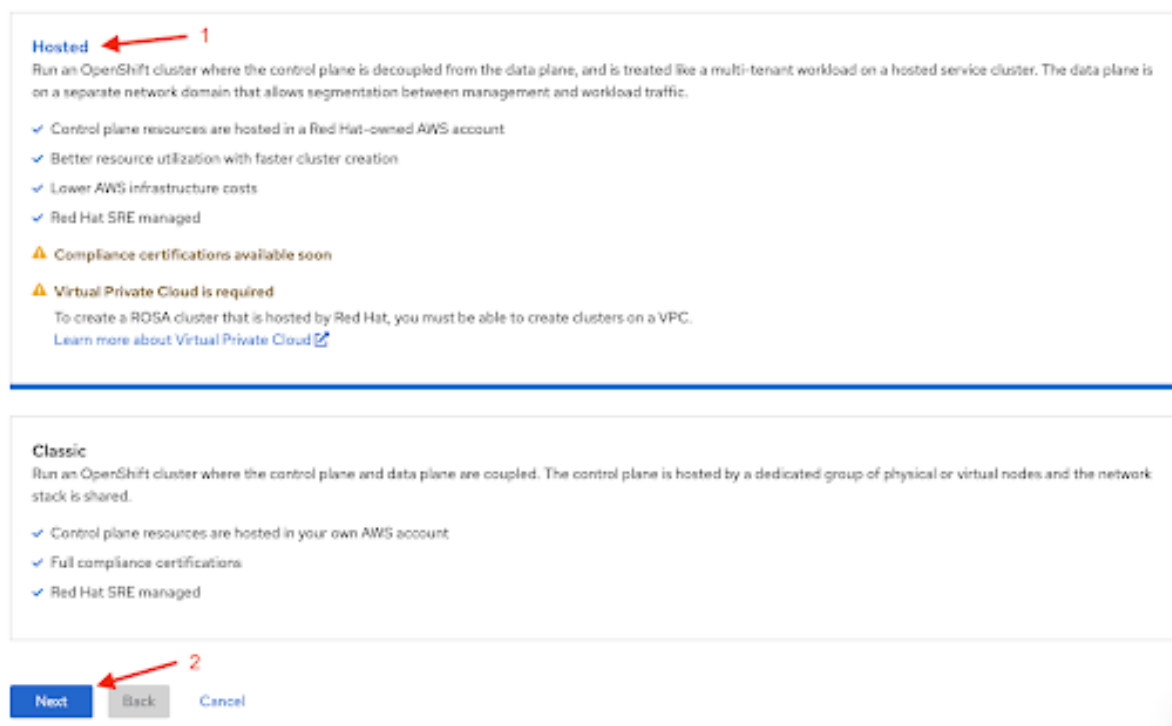 Hosted 1
Run an OpenShift cluster where the control plane is decoupled from the data plane, and is treated like a multi-tenant workload on a hosted service cluster. The data plane is
on a separate network domain that allows segmentation between management and workload traffic.
Control plane resources are hosted in a Red Hat-owned AWS account
Better resource utilization with faster cluster creation
Lower AWS infrastructure costs
Red Hat SRE managed
Compliance certifications available soon
Virtual Private Cloud is required
To create a ROSA cluster that is hosted by Red Hat, you must be able to create clusters on a VPC.
Learn more about Virtual Private Cloud
Classic
Run an OpenShift cluster where the control plane and data plane are coupled. The control plane is hosted by a dedicated group of physical or virtual nodes and the network
stack is shared.
Control plane resources are hosted in your own AWS account
Full compliance certifications
Red Hat SRE managed
2
Next Back Cancel